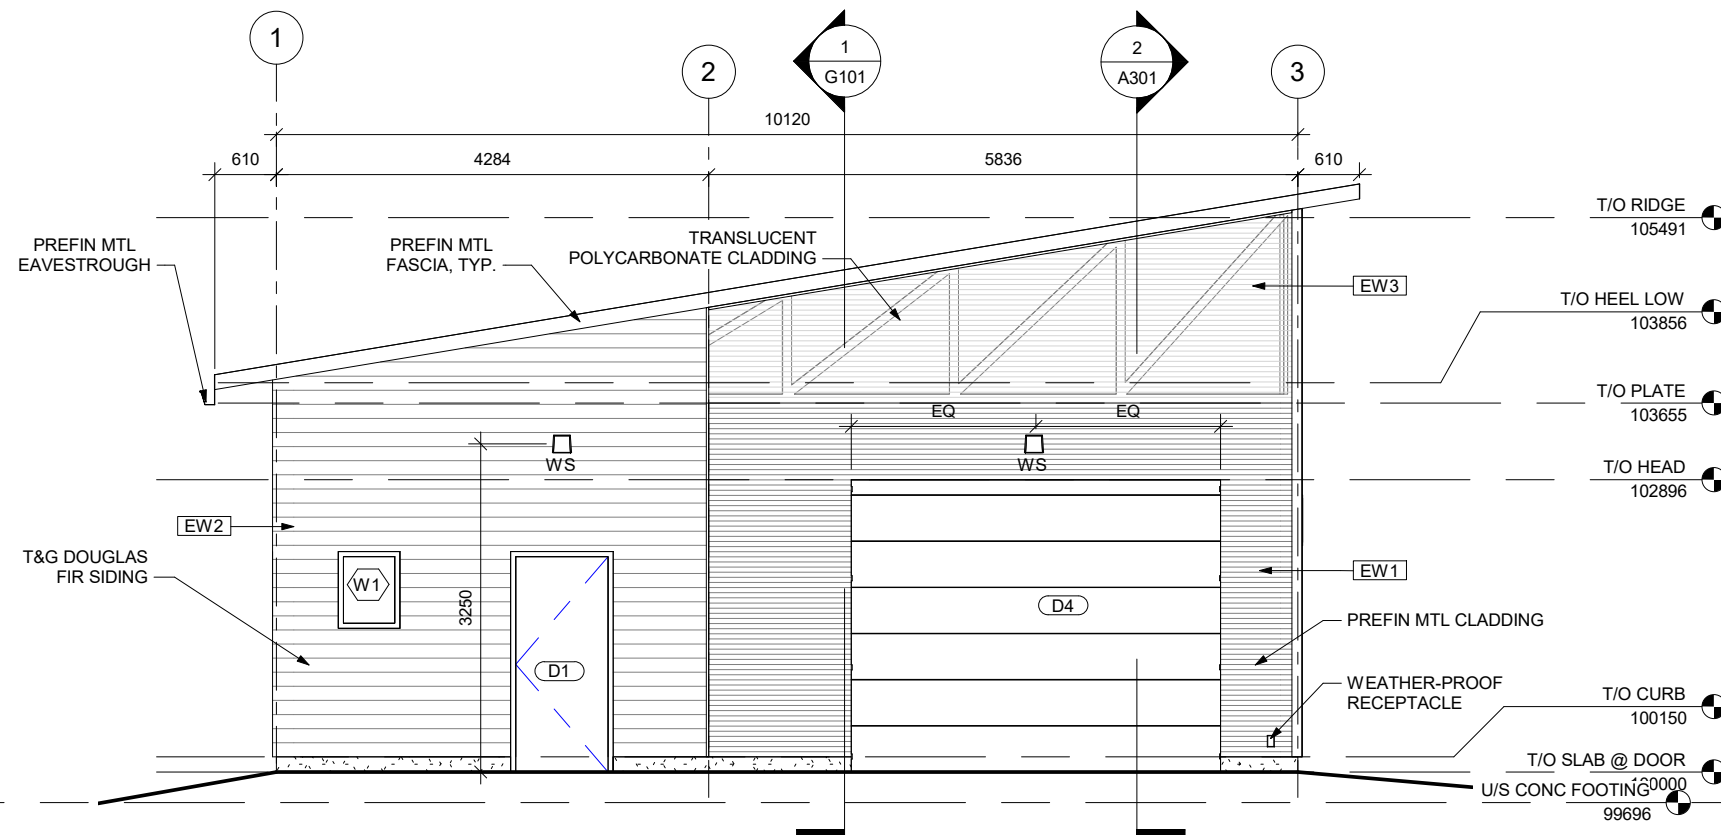 1
2
1
G101
2
A301
3
10120
610
4284
5836
610
T/O RIDGE
105491
PREFIN MTL
EAVESTROUGH
PREFIN MTL
FASCIA, TYP.
TRANSLUCENT
POLYCARBONATE CLADDING
EW3
T/O HEEL LOW
103856
T/O PLATE
103655
EQ
EQ
WS
WS
T/O HEAD
102896
EW2
T&G DOUGLAS
FIR SIDING
W1
3250
D1
D4
EW1
PREFIN MTL CLADDING
WEATHER-PROOF
RECEPTACLE
T/O CURB
100150
T/O SLAB @ DOOR
U/S CONC FOOTING
99696